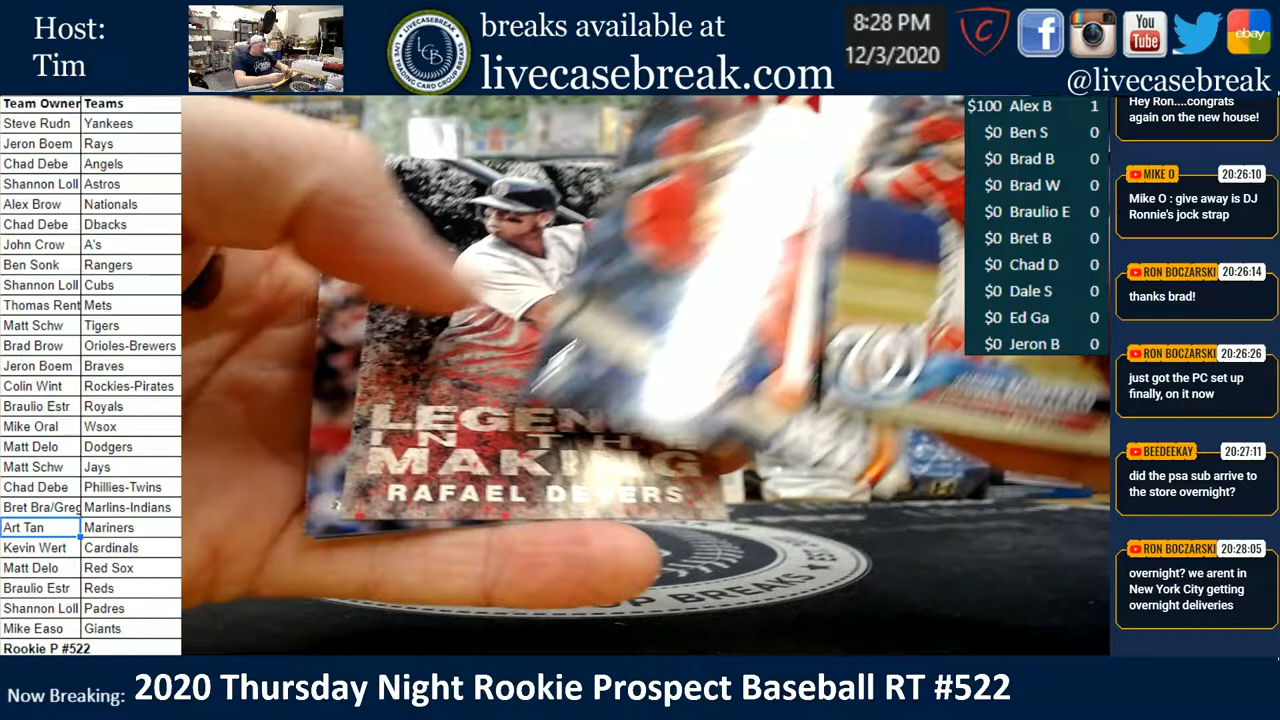 Host:
Tim
breaks available at
livecasebreak.com
LCB
8:28 PM
12/3/2020
You
Tube
ebay
@livecasebreak
Team Owner Teams
Steve Rudn Yankees
Jeron Boem Rays
Chad Debe Angels
Shannon Loll Astros
Alex Brow Nationals
Chad Debe Dbacks
John Crow A's
Ben Sonk Rangers
Shannon Loll Cubs
Thomas Rent Mets
Matt Schw Tigers
Brad Brow Orioles-Brewers
Jeron Boem Braves
Colin Wint Rockies-Pirates
Braulio Estr Royals
Mike Oral Wsox
Matt Delo Dodgers
Matt Schw Jays
Chad Debe Phillies-Twins
Bret Bra/Greg Marlins-Indians
Art Tan Mariners
Kevin Wert Cardinals
Matt Delo Red Sox
Braulio Estr Reds
Shannon Loll Padres
Mike Easo Giants
Rookie P #522
LEGEN
IN THE
MAKING
RAFAEL DEVERS
BREAKS
$100 Alex B 1
$0 Ben S 0
$0 Brad B 0
$0 Brad W 0
$0 Braulio E 0
$0 Bret B 0
$0 Chad D 0
$0 Dale S 0
$0 Ed Ga 0
$0 Jeron B 0
Hey Ron....congrats
again on the new house!
MIKE O 20:26:10
Mike O : give away is DJ
Ronnie's jock strap
RON BOCZARSKI 20:26:14
thanks brad!
RON BOCZARSKI 20:26:26
just got the PC set up
finally, on it now
BEEDEEKAY 20:27:11
did the psa sub arrive to
the store overnight?
RON BOCZARSKI 20:28:05
overnight? we arent in
New York City getting
overnight deliveries
Now Breaking: 2020 Thursday Night Rookie Prospect Baseball RT #522